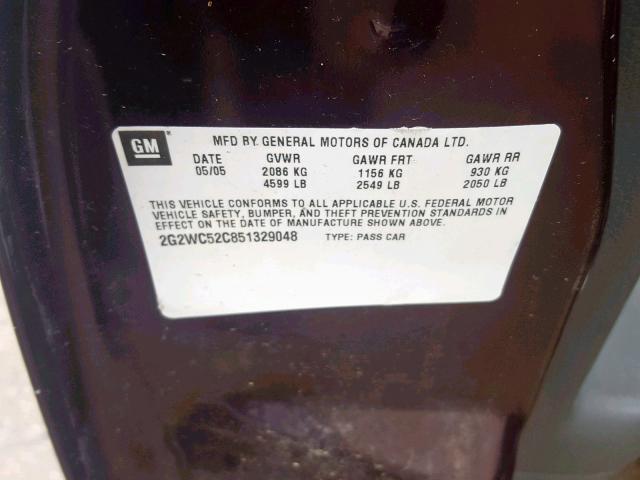 GM MFD BY GENERAL MOTORS OF CANADA LTD.
DATE GVWR GAWR FRT GAWR RR
05/05 2086 KG 1156 KG 930 KG
4599 LB 2549 LB 2050 LB
THIS VEHICLE CONFORMS TO ALL APPLICABLE U.S. FEDERAL MOTOR
VEHICLE SAFETY, BUMPER, AND THEFT PREVENTION STANDARDS IN
EFFECT ON THE DATE OF MANUFACTURE SHOWN ABOVE.
2G2WC52C851329048 TYPE: PASS CAR